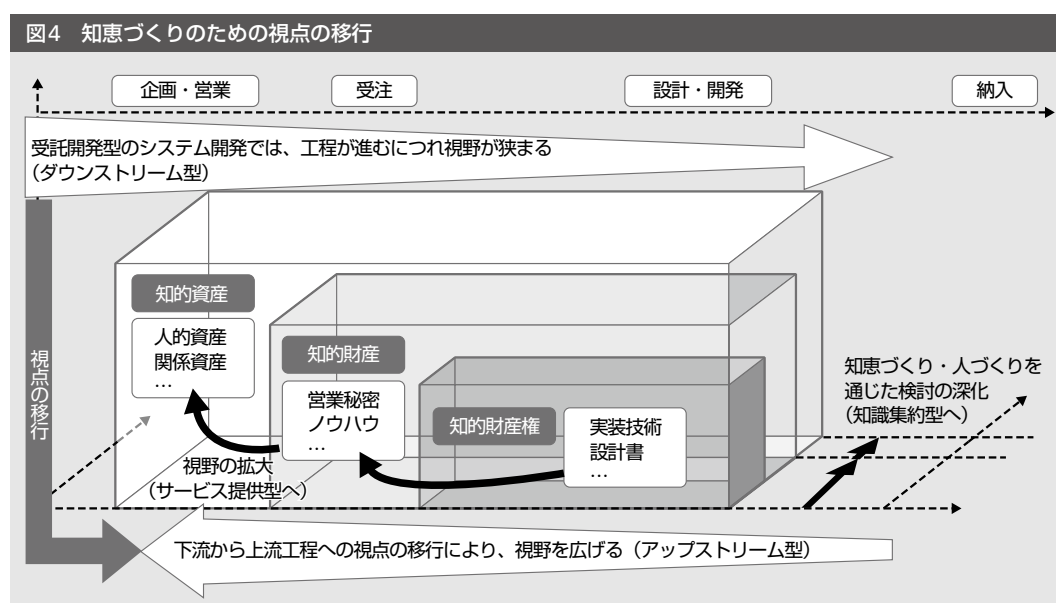 図4 知恵づくりのための視点の移行
企画・営業
受注
設計・開発
納入
受託開発型のシステム開発では、工程が進むにつれ視野が狭まる
（ダウンストリーム型）
視点の移行
知的資産
人的資産
関係資産
…
知的財産
営業秘密
ノウハウ
…
知的財産権
実装技術
設計書
…
視野の拡大
（サービス提供型へ）
知恵づくり・人づくりを
通じた検討の深化
（知識集約型へ）
下流から上流工程への視点の移行により、視野を広げる（アップストリーム型）